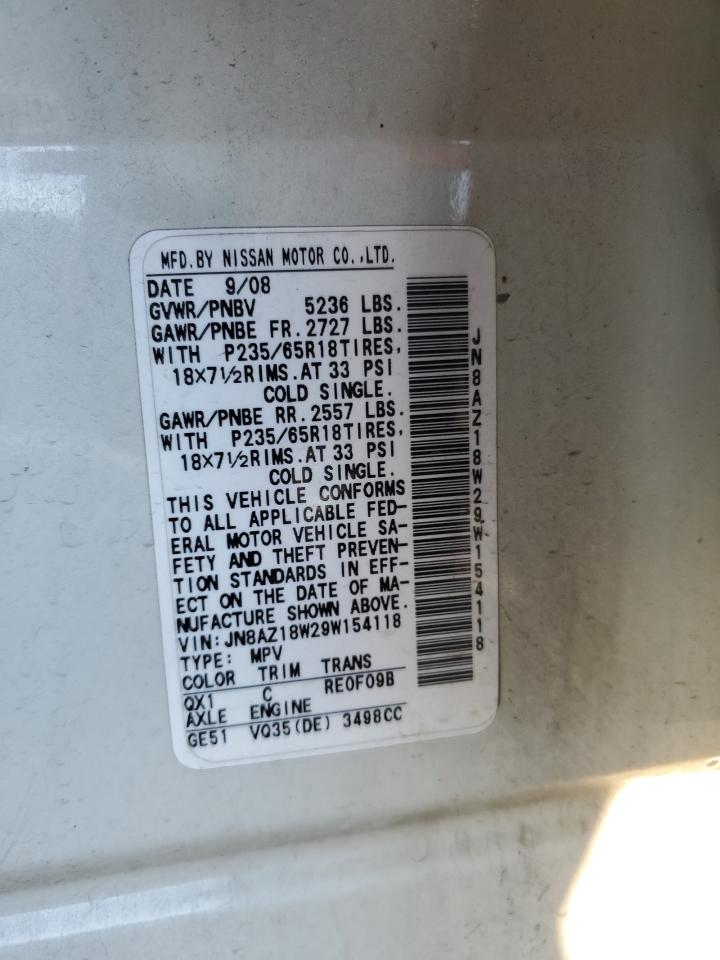 MFD.BY NISSAN MOTOR CO.,LTD.
DATE 9/08
GVWR/PNBV 5236 LBS.
GAWR/PNBE FR.2727 LBS.
WITH P235/65R18TIRES,
18X7½RIMS.AT 33 PSI
COLD SINGLE.
GAWR/PNBE RR.2557 LBS.
WITH P235/65R18TIRES,
18X7½RIMS.AT 33 PSI
COLD SINGLE.
THIS VEHICLE CONFORMS
TO ALL APPLICABLE FED-
ERAL MOTOR VEHICLE SA-
FETY AND THEFT PREVEN-
TION STANDARDS IN EFF-
ECT ON THE DATE OF MA-
NUFACTURE SHOWN ABOVE.
VIN:JN8AZ18W29W154118
TYPE: MPV
COLOR TRIM TRANS
QX1 C RE0F09B
AXLE ENGINE
GE51 VQ35(DE) 3498CC
JN8AZ18W29W154118